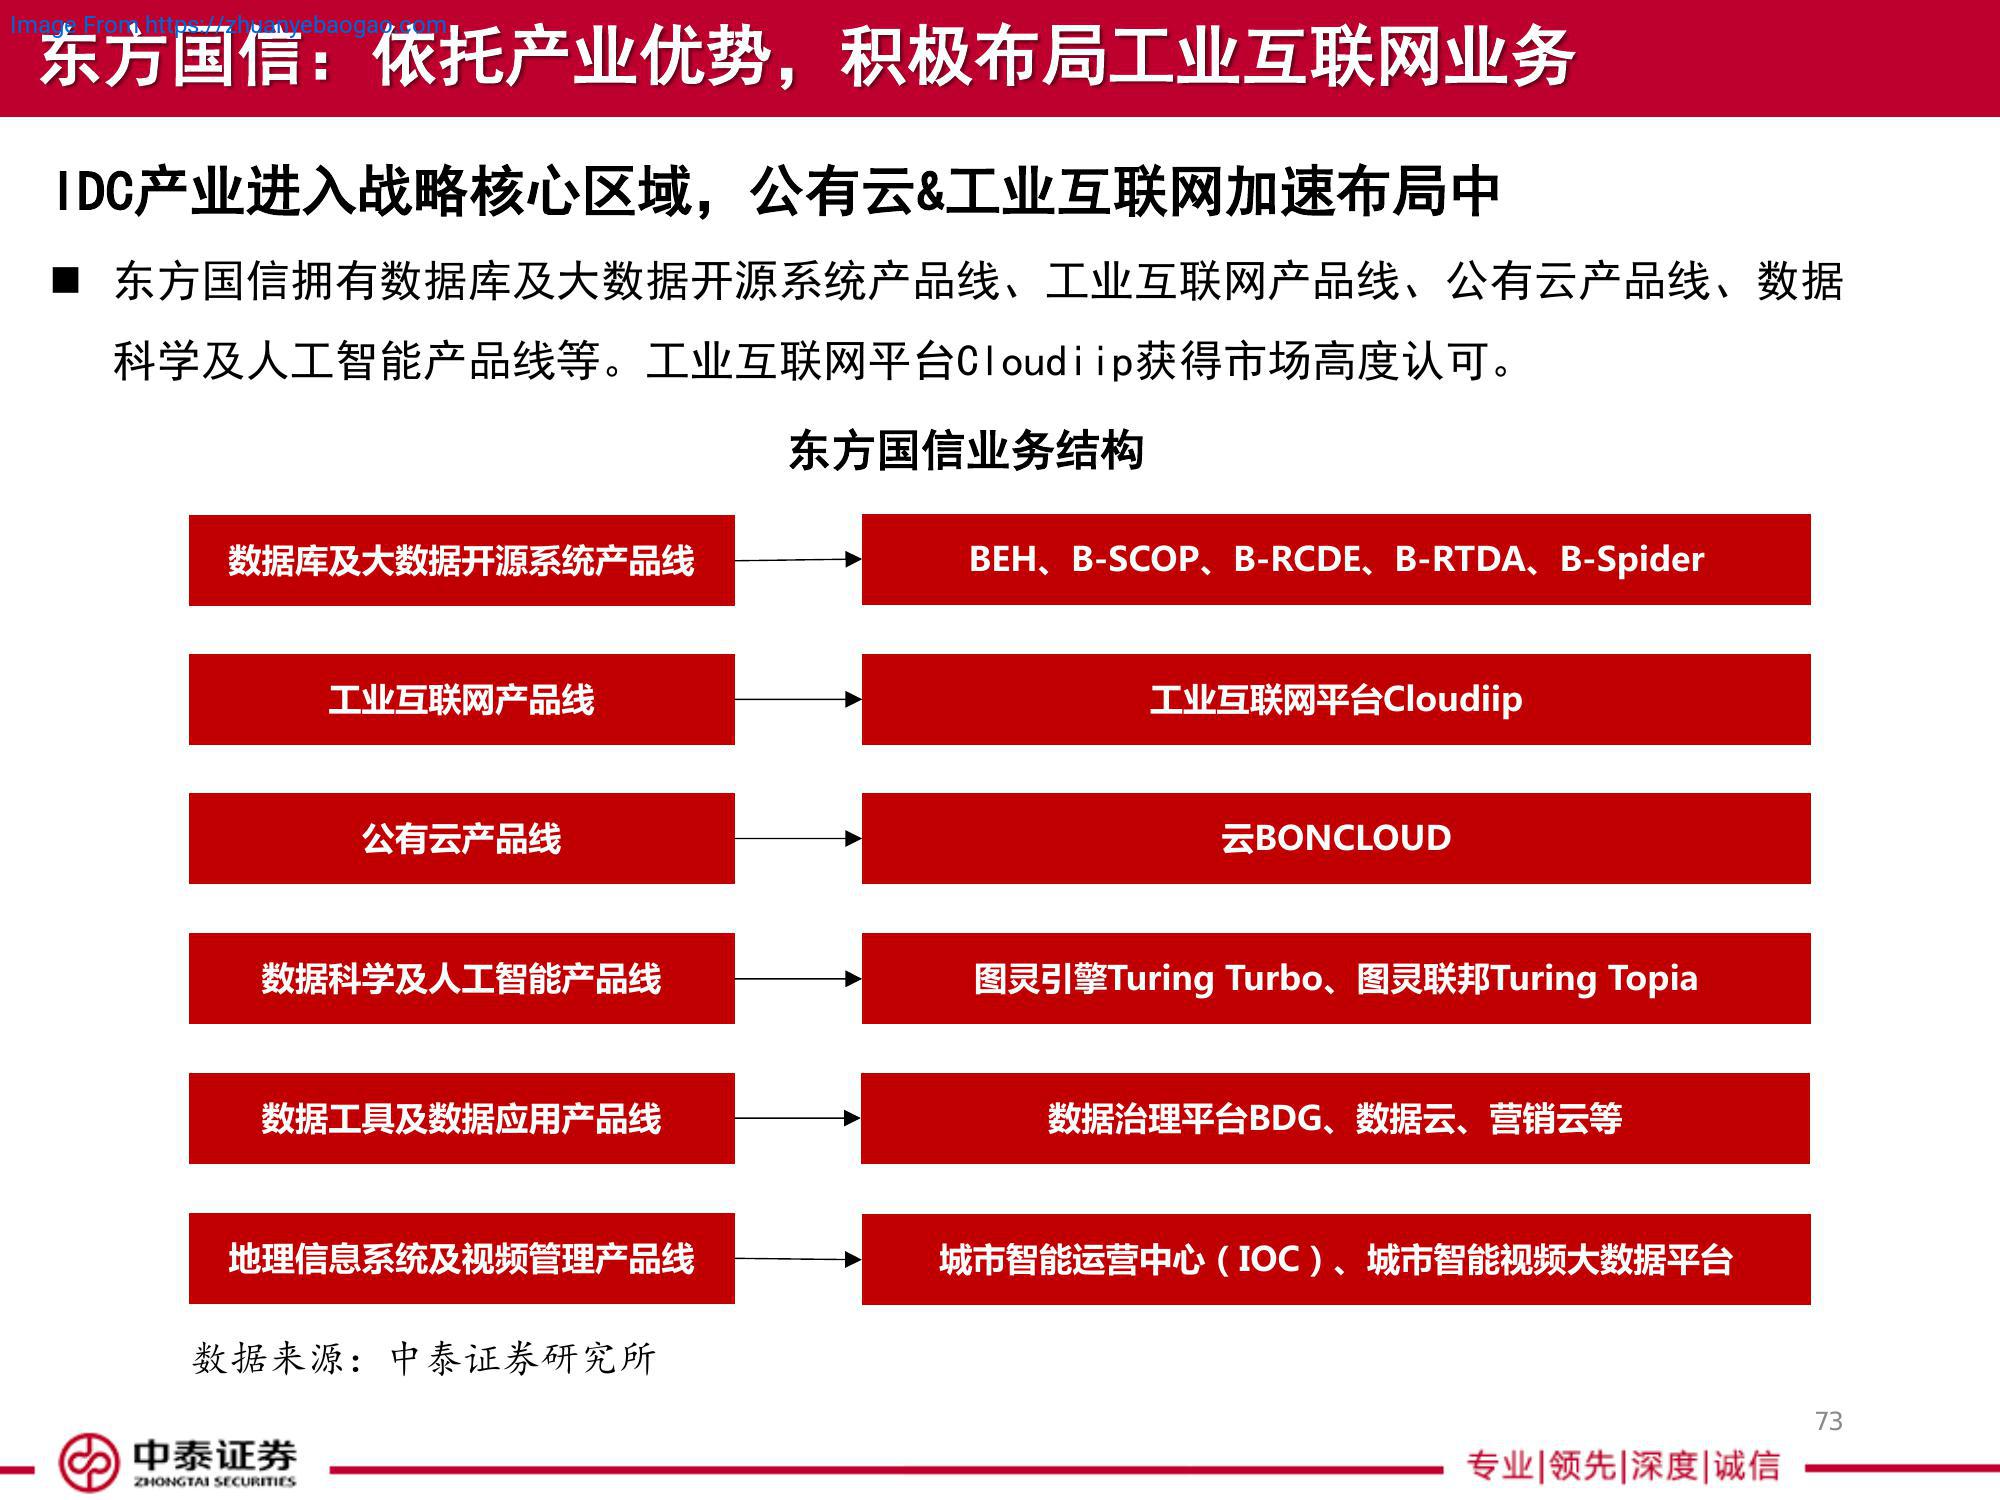 Image From https://zhuanyebaogao.com
东方国信：依托产业优势，积极布局工业互联网业务
IDC产业进入战略核心区域，公有云&工业互联网加速布局中
■ 东方国信拥有数据库及大数据开源系统产品线、工业互联网产品线、公有云产品线、数据
科学及人工智能产品线等。工业互联网平台Cloudiip获得市场高度认可。
东方国信业务结构
数据库及大数据开源系统产品线
BEH、B-SCOP、B-RCDE、B-RTDA、B-Spider
工业互联网产品线
工业互联网平台Cloudiip
公有云产品线
云BONCLOUD
数据科学及人工智能产品线
图灵引擎Turing Turbo、图灵联邦Turing Topia
数据工具及数据应用产品线
数据治理平台BDG、数据云、营销云等
地理信息系统及视频管理产品线
城市智能运营中心（IOC）、城市智能视频大数据平台
数据来源：中泰证券研究所
73
中泰证券
ZHONGTAI SECURITIES
专业|领先|深度|诚信